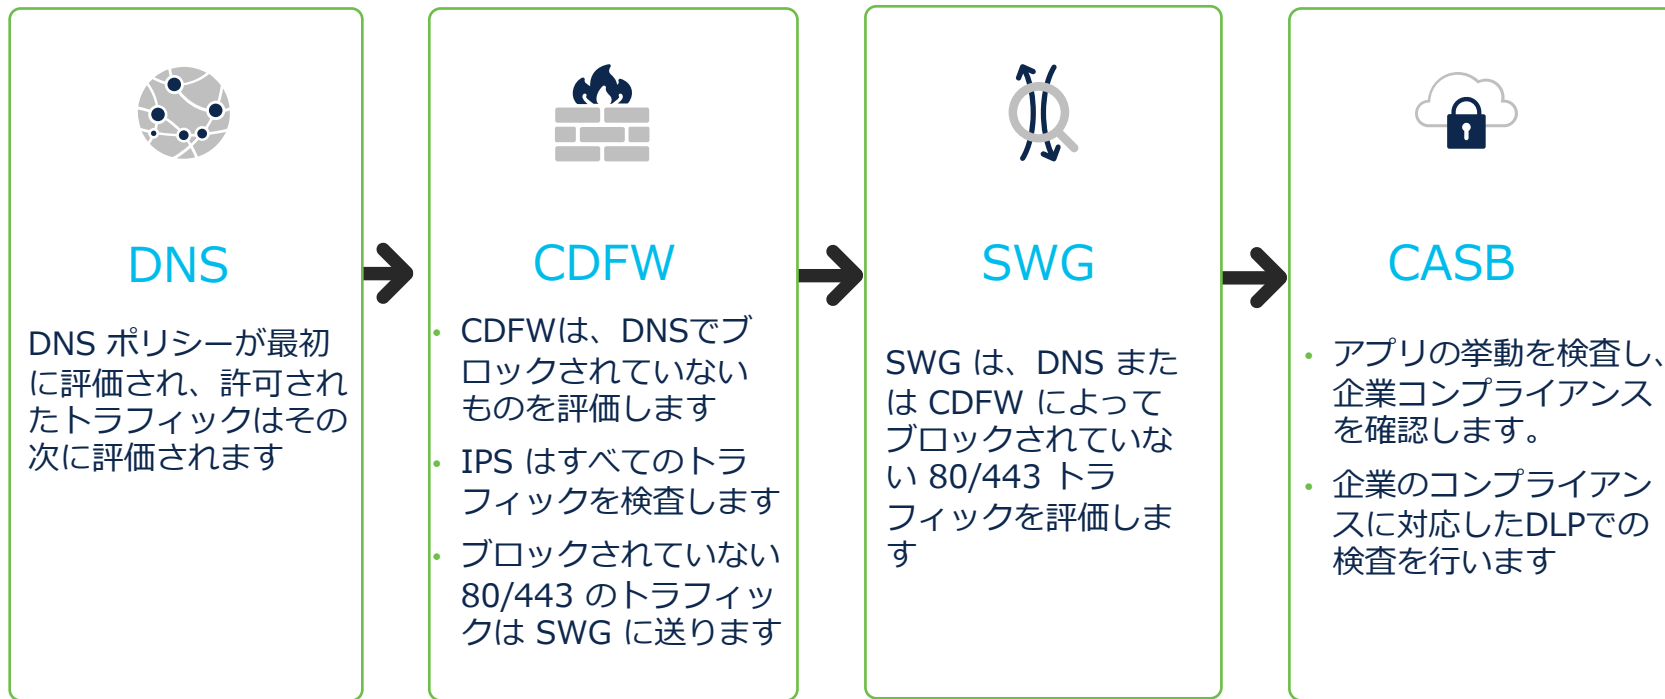 DNS
DNS ポリシーが最初
に評価され、許可され
たトラフィックはその
次に評価されます
CDFW
• CDFWは、DNSでブ
ロックされていない
ものを評価します
• IPS はすべてのトラ
フィックを検査します
• ブロックされていない
80/443 のトラフィッ
クは SWG に送ります
SWG
SWG は、DNS また
は CDFW によって
ブロックされていな
い 80/443 トラ
フィックを評価しま
す
CASB
• アプリの挙動を検査し、
企業コンプライアンス
を確認します。
• 企業のコンプライアン
スに対応したDLPでの
検査を行います